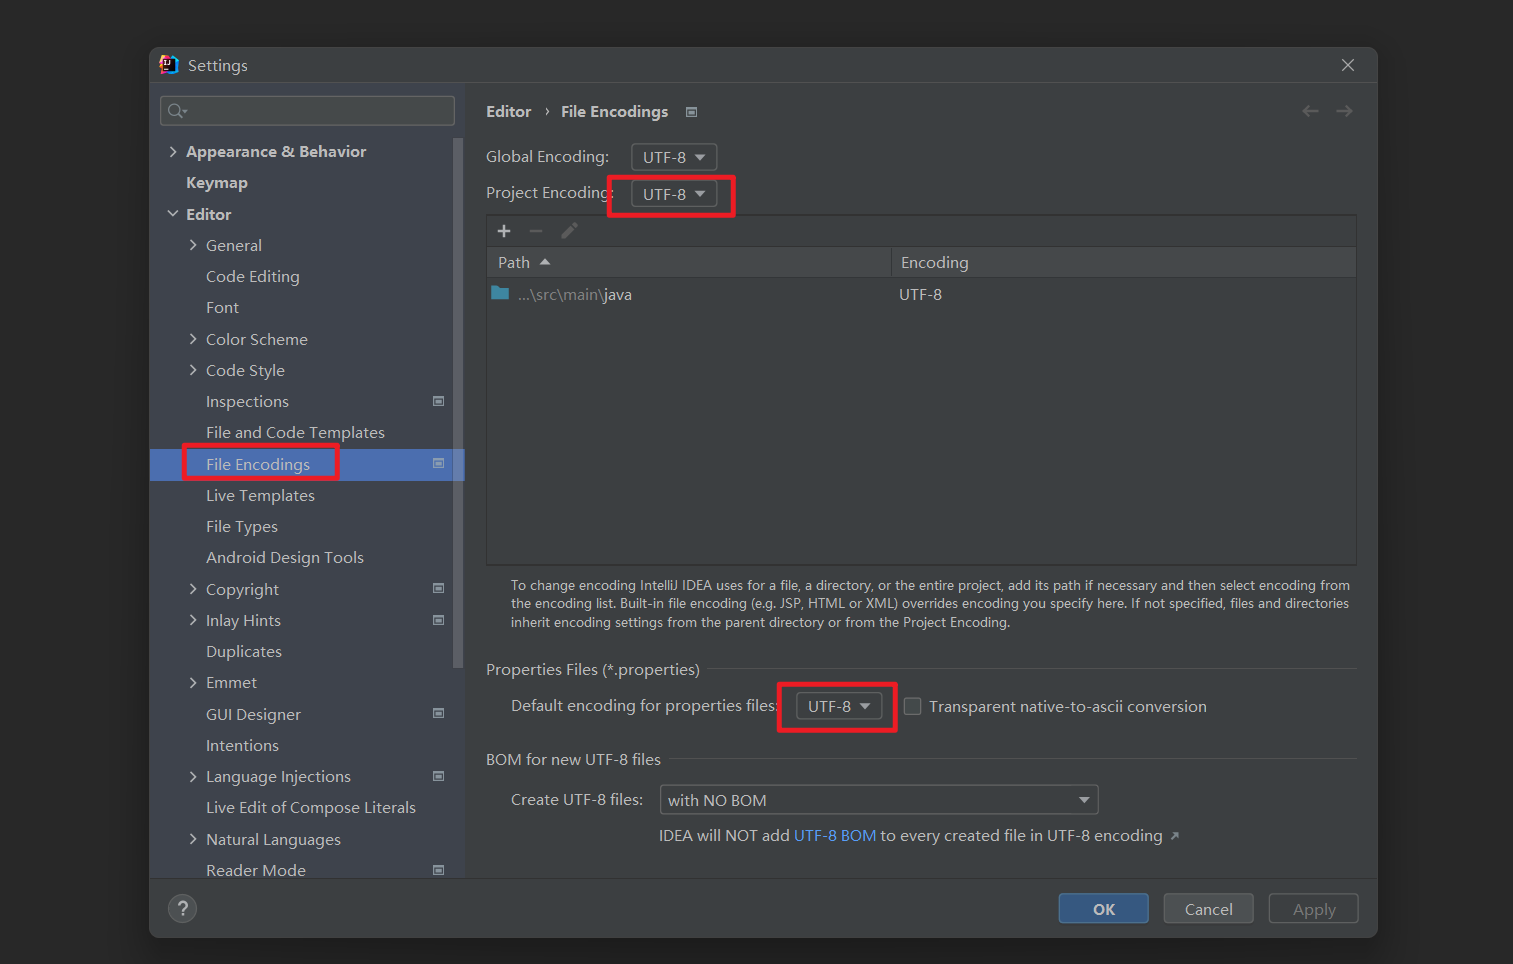 Settings
Appearance & Behavior
Keymap
Editor
General
Code Editing
Font
Color Scheme
Code Style
Inspections
File and Code Templates
File Encodings
Live Templates
File Types
Android Design Tools
Copyright
Inlay Hints
Duplicates
Emmet
GUI Designer
Intentions
Language Injections
Live Edit of Compose Literals
Natural Languages
Reader Mode
Editor › File Encodings
Global Encoding: UTF-8
Project Encoding: UTF-8
Path Encoding
...\src\main\java UTF-8
To change encoding IntelliJ IDEA uses for a file, a directory, or the entire project, add its path if necessary and then select encoding from
the encoding list. Built-in file encoding (e.g. JSP, HTML or XML) overrides encoding you specify here. If not specified, files and directories
inherit encoding settings from the parent directory or from the Project Encoding.
Properties Files (*.properties)
Default encoding for properties files: UTF-8 Transparent native-to-ascii conversion
BOM for new UTF-8 files
Create UTF-8 files: with NO BOM
IDEA will NOT add UTF-8 BOM to every created file in UTF-8 encoding ↗
? OK Cancel Apply